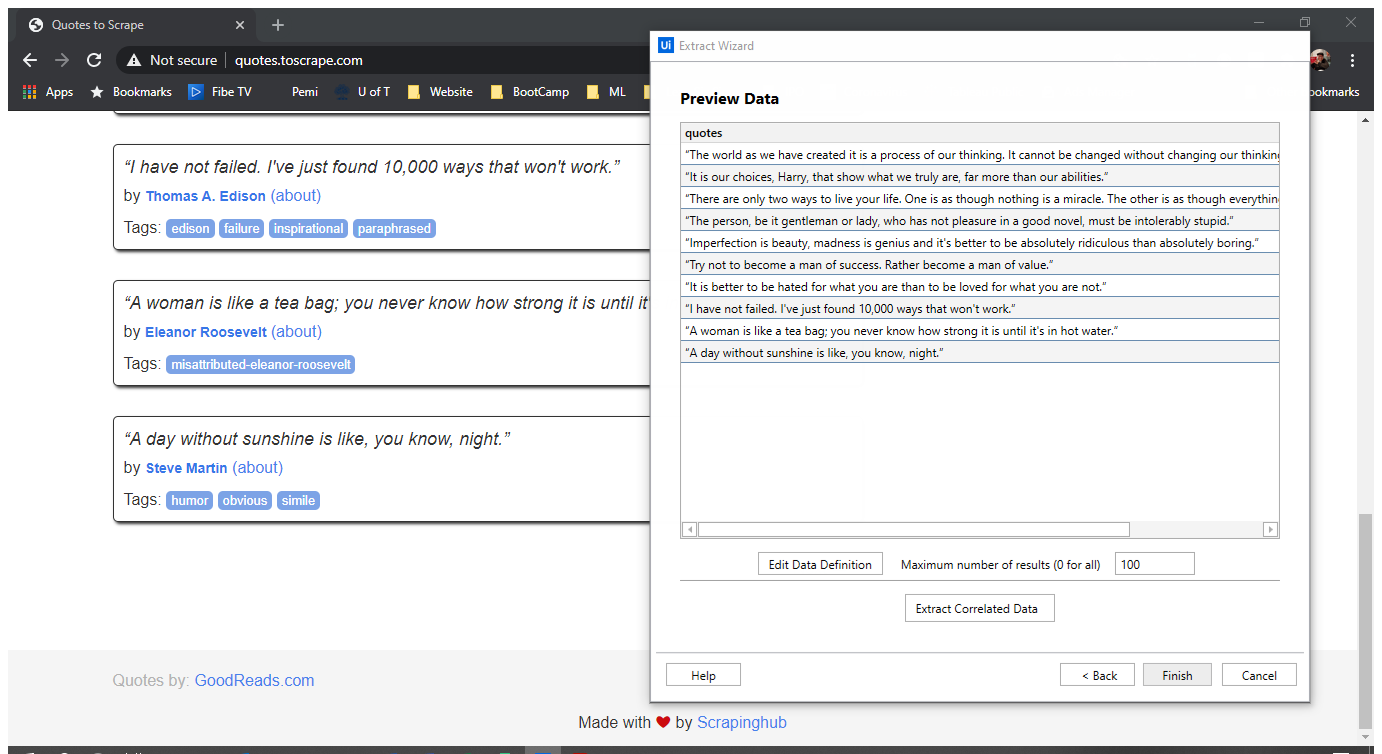 Quotes to Scrape
Not secure quotes.toscrape.com
Apps Bookmarks Fibe TV Pemi U of T Website BootCamp ML
“I have not failed. I've just found 10,000 ways that won't work.”
by Thomas A. Edison (about)
Tags: edison failure inspirational paraphrased
“A woman is like a tea bag; you never know how strong it is until it'
by Eleanor Roosevelt (about)
Tags: misattributed-eleanor-roosevelt
“A day without sunshine is like, you know, night.”
by Steve Martin (about)
Tags: humor obvious simile
Quotes by: GoodReads.com
Made with ❤ by Scrapinghub
Ui Extract Wizard
Preview Data
quotes
“The world as we have created it is a process of our thinking. It cannot be changed without changing our thinking
“It is our choices, Harry, that show what we truly are, far more than our abilities.”
“There are only two ways to live your life. One is as though nothing is a miracle. The other is as though everything
“The person, be it gentleman or lady, who has not pleasure in a good novel, must be intolerably stupid.”
“Imperfection is beauty, madness is genius and it's better to be absolutely ridiculous than absolutely boring.”
“Try not to become a man of success. Rather become a man of value.”
“It is better to be hated for what you are than to be loved for what you are not.”
“I have not failed. I've just found 10,000 ways that won't work.”
“A woman is like a tea bag; you never know how strong it is until it's in hot water.”
“A day without sunshine is like, you know, night.”
Edit Data Definition Maximum number of results (0 for all) 100
Extract Correlated Data
Help < Back Finish Cancel
ookmarks